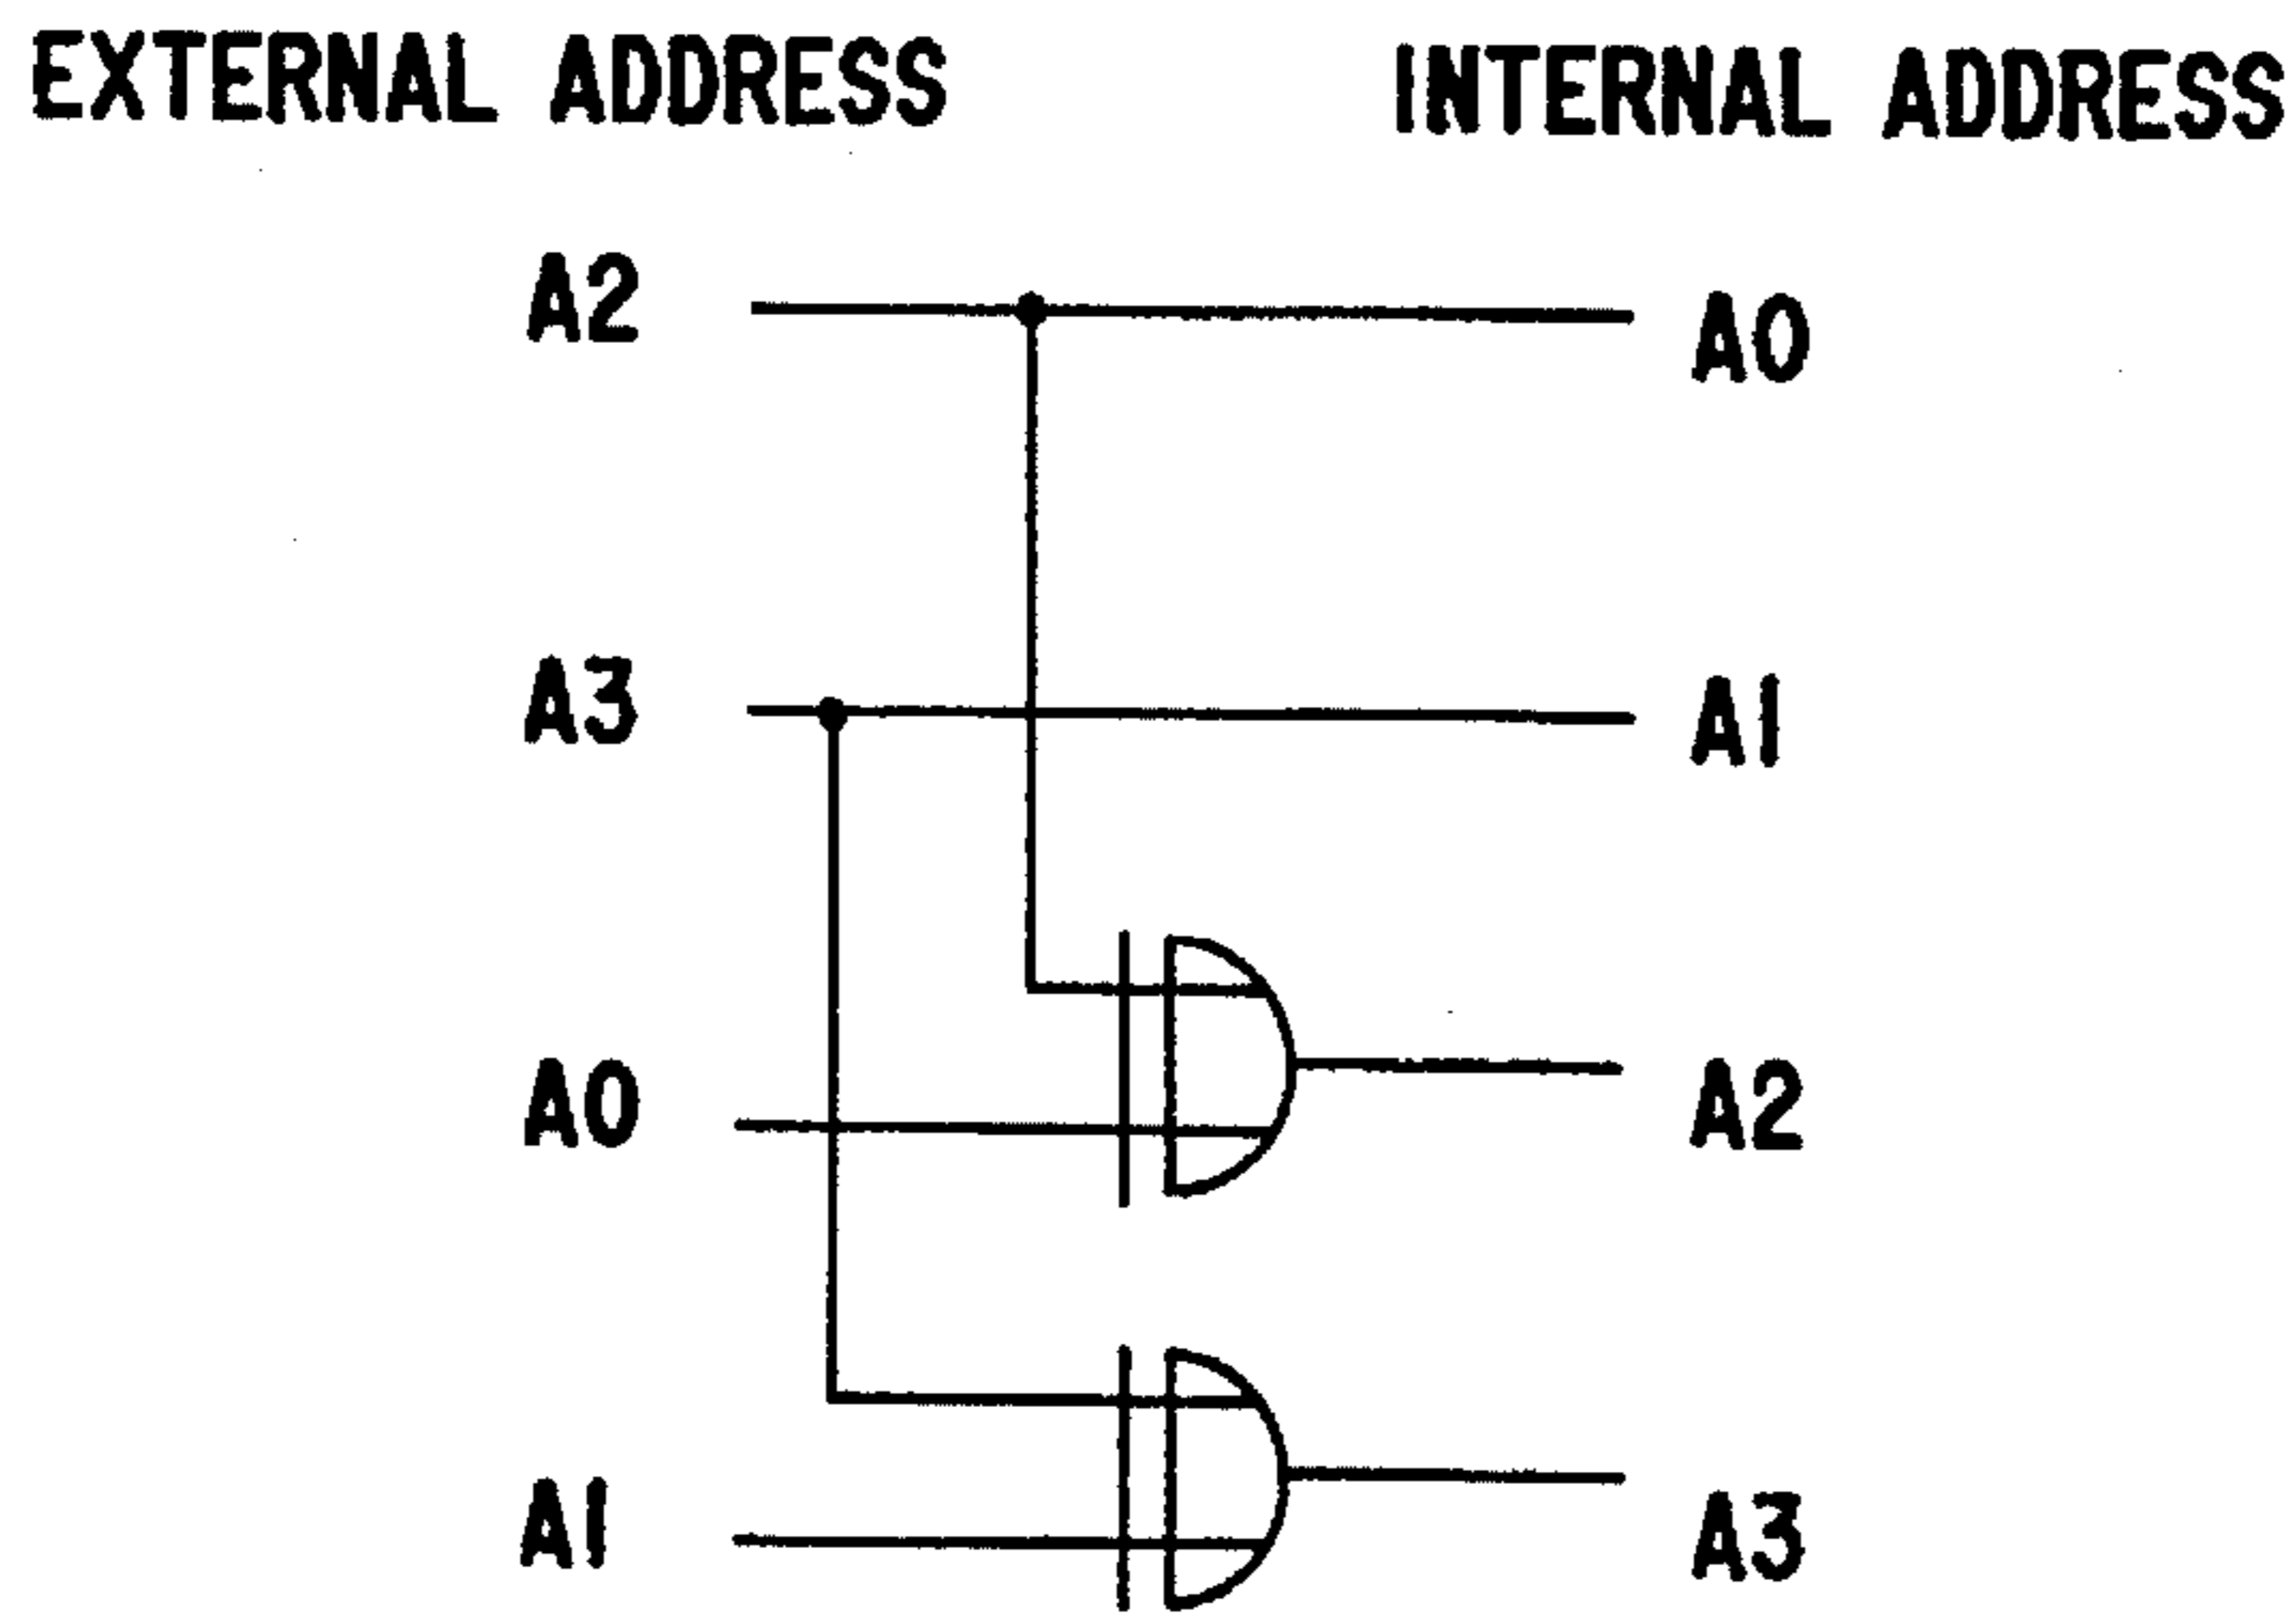 EXTERNAL ADDRESS INTERNAL ADDRESS
A2 A0
A3 A1
A0 A2
A1 A3